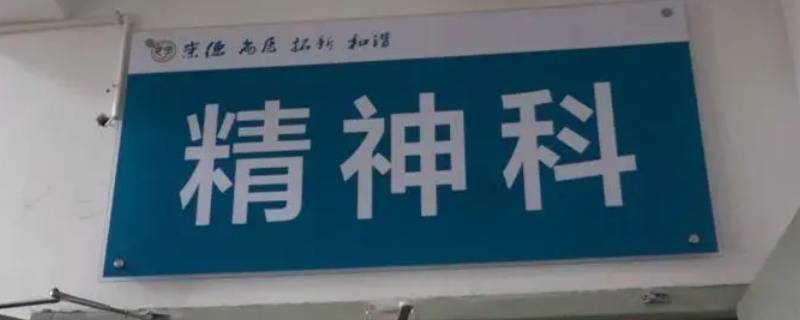 崇德 尚医 拓新 和谐
精神科